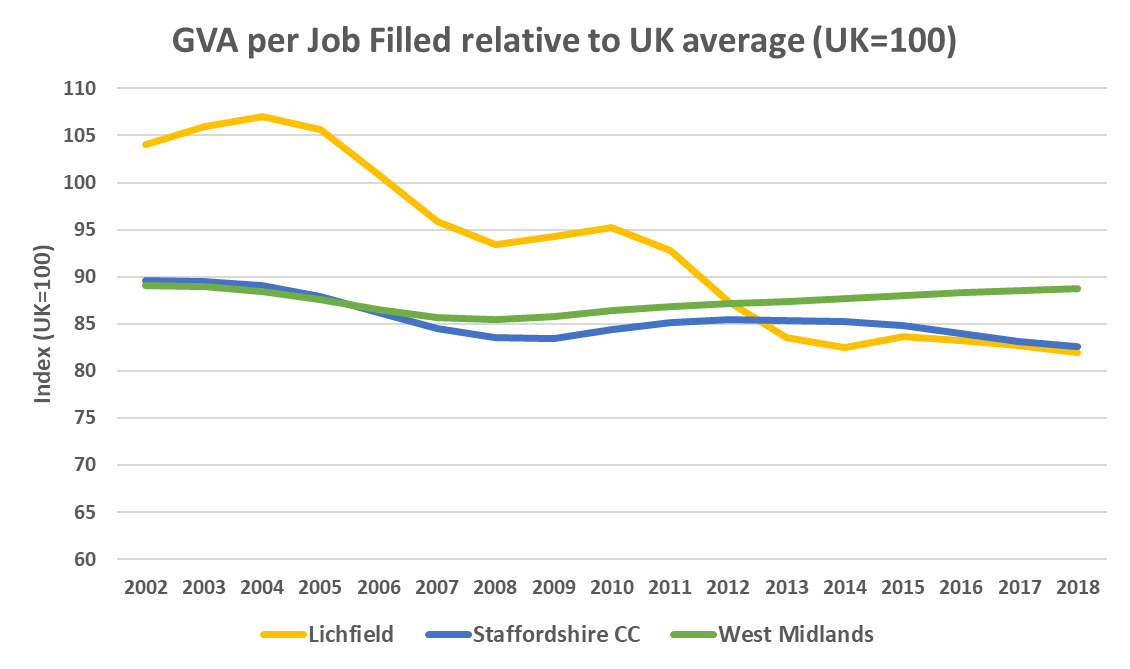 GVA per Job Filled relative to UK average (UK=100)
Index (UK=100)
110
105
100
95
90
85
80
75
70
65
60
2002 2003 2004 2005 2006 2007 2008 2009 2010 2011 2012 2013 2014 2015 2016 2017 2018
Lichfield Staffordshire CC West Midlands